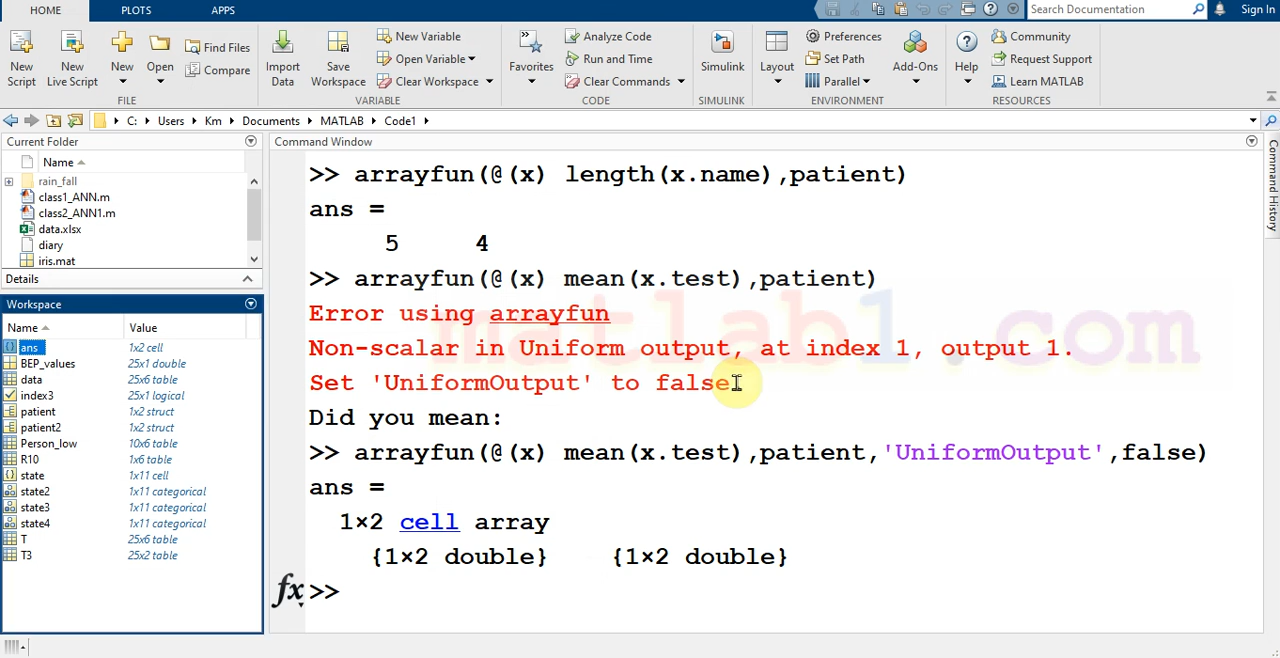 HOME PLOTS APPS Search Documentation Sign In
New Script
New Live Script
New
Open
Find Files
Compare
FILE
Import Data
Save Workspace
New Variable
Open Variable
Clear Workspace
VARIABLE
Favorites
Analyze Code
Run and Time
Clear Commands
CODE
Simulink
SIMULINK
Layout
Preferences
Set Path
Parallel
ENVIRONMENT
Add-Ons
Help
Community
Request Support
Learn MATLAB
RESOURCES
C: Users Km Documents MATLAB Code1
Current Folder
Name
rain_fall
class1_ANN.m
class2_ANN1.m
data.xlsx
diary
iris.mat
Details
Workspace
Name Value
ans 1x2 cell
BEP_values 25x1 double
data 25x6 table
index3 25x1 logical
patient 1x2 struct
patient2 1x2 struct
Person_low 10x6 table
R10 1x6 table
state 1x11 cell
state2 1x11 categorical
state3 1x11 categorical
state4 1x11 categorical
T 25x6 table
T3 25x2 table
Command Window
>> arrayfun(@(x) length(x.name),patient)
ans =
5 4
>> arrayfun(@(x) mean(x.test),patient)
Error using arrayfun
Non-scalar in Uniform output, at index 1, output 1.
Set 'UniformOutput' to false.
Did you mean:
>> arrayfun(@(x) mean(x.test),patient,'UniformOutput',false)
ans =
1×2 cell array
{1×2 double} {1×2 double}
fx >>
Command History
matlab1.com